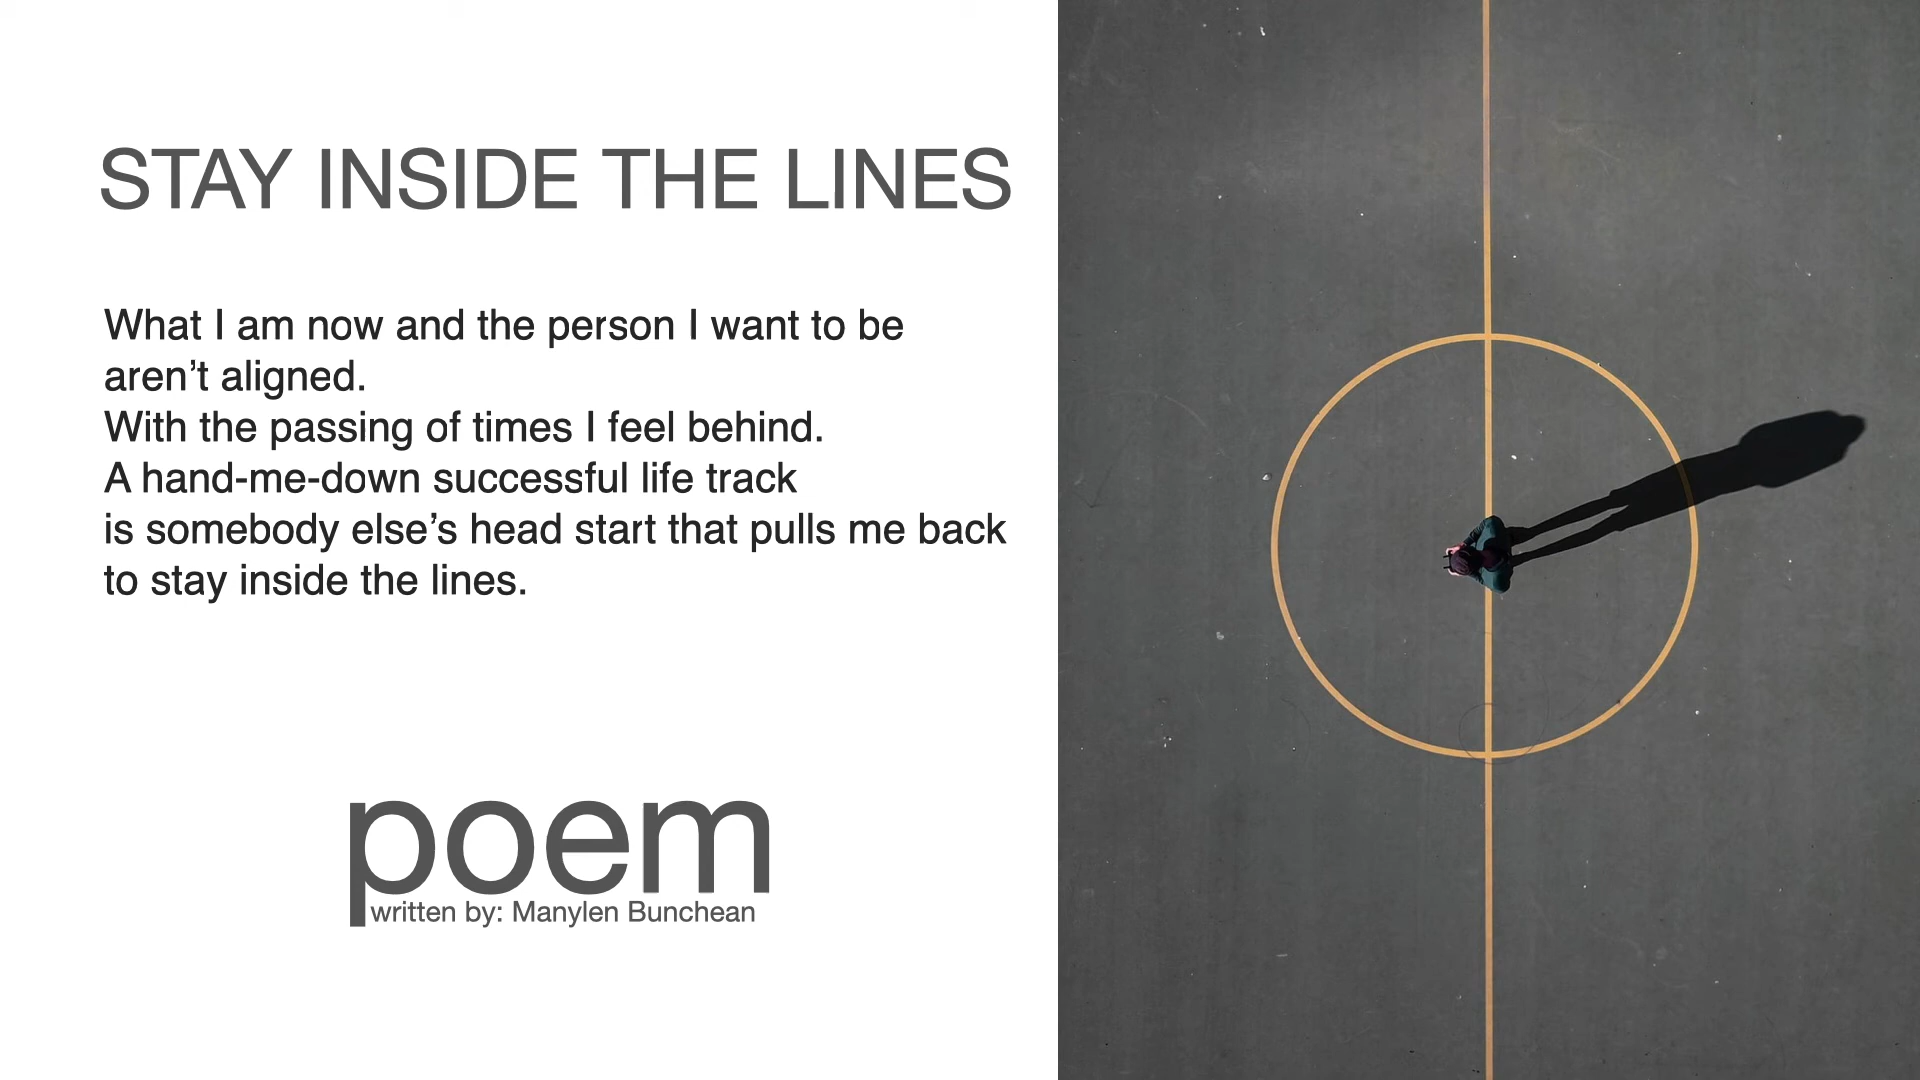 STAY INSIDE THE LINES
What I am now and the person I want to be
aren’t aligned.
With the passing of times I feel behind.
A hand-me-down successful life track
is somebody else’s head start that pulls me back
to stay inside the lines.
poem
written by: Manylen Bunchean